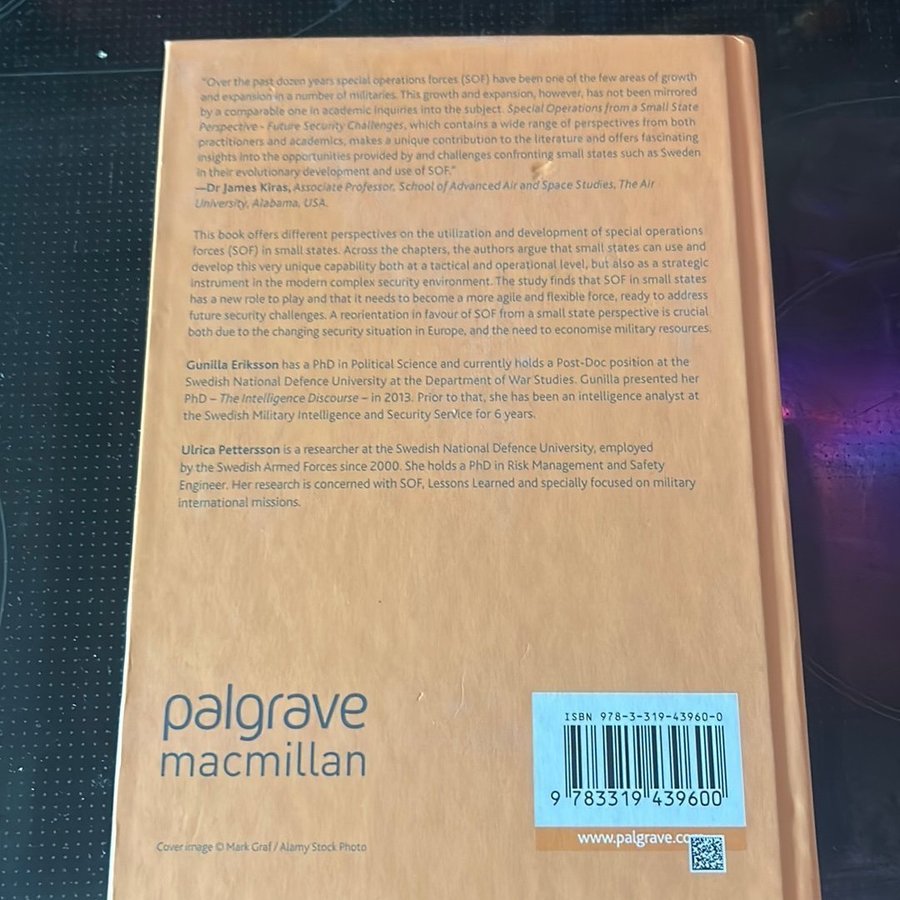 "Over the past dozen years special operations forces (SOF) have been one of the few areas of growth
and expansion in a number of militaries. This growth and expansion, however, has not been mirrored
by a comparable one in academic inquiries into the subject. Special Operations from a Small State
Perspective - Future Security Challenges, which contains a wide range of perspectives from both
practitioners and academics, makes a unique contribution to the literature and offers fascinating
insights into the opportunities provided by and challenges confronting small states such as Sweden
in their evolutionary development and use of SOF."
—Dr James Kiras, Associate Professor, School of Advanced Air and Space Studies, The Air
University, Alabama, USA.
This book offers different perspectives on the utilization and development of special operations
forces (SOF) in small states. Across the chapters, the authors argue that small states can use and
develop this very unique capability both at a tactical and operational level, but also as a strategic
instrument in the modern complex security environment. The study finds that SOF in small states
has a new role to play and that it needs to become a more agile and flexible force, ready to address
future security challenges. A reorientation in favour of SOF from a small state perspective is crucial
both due to the changing security situation in Europe, and the need to economise military resources.
Gunilla Eriksson has a PhD in Political Science and currently holds a Post-Doc position at the
Swedish National Defence University at the Department of War Studies. Gunilla presented her
PhD – The Intelligence Discourse – in 2013. Prior to that, she has been an intelligence analyst at
the Swedish Military Intelligence and Security Service for 6 years.
Ulrica Pettersson is a researcher at the Swedish National Defence University, employed
by the Swedish Armed Forces since 2000. She holds a PhD in Risk Management and Safety
Engineer. Her research is concerned with SOF, Lessons Learned and specially focused on military
international missions.
palgrave
macmillan
ISBN 978-3-319-43960-0
9 783319 439600
www.palgrave.co
Cover image © Mark Graf / Alamy Stock Photo